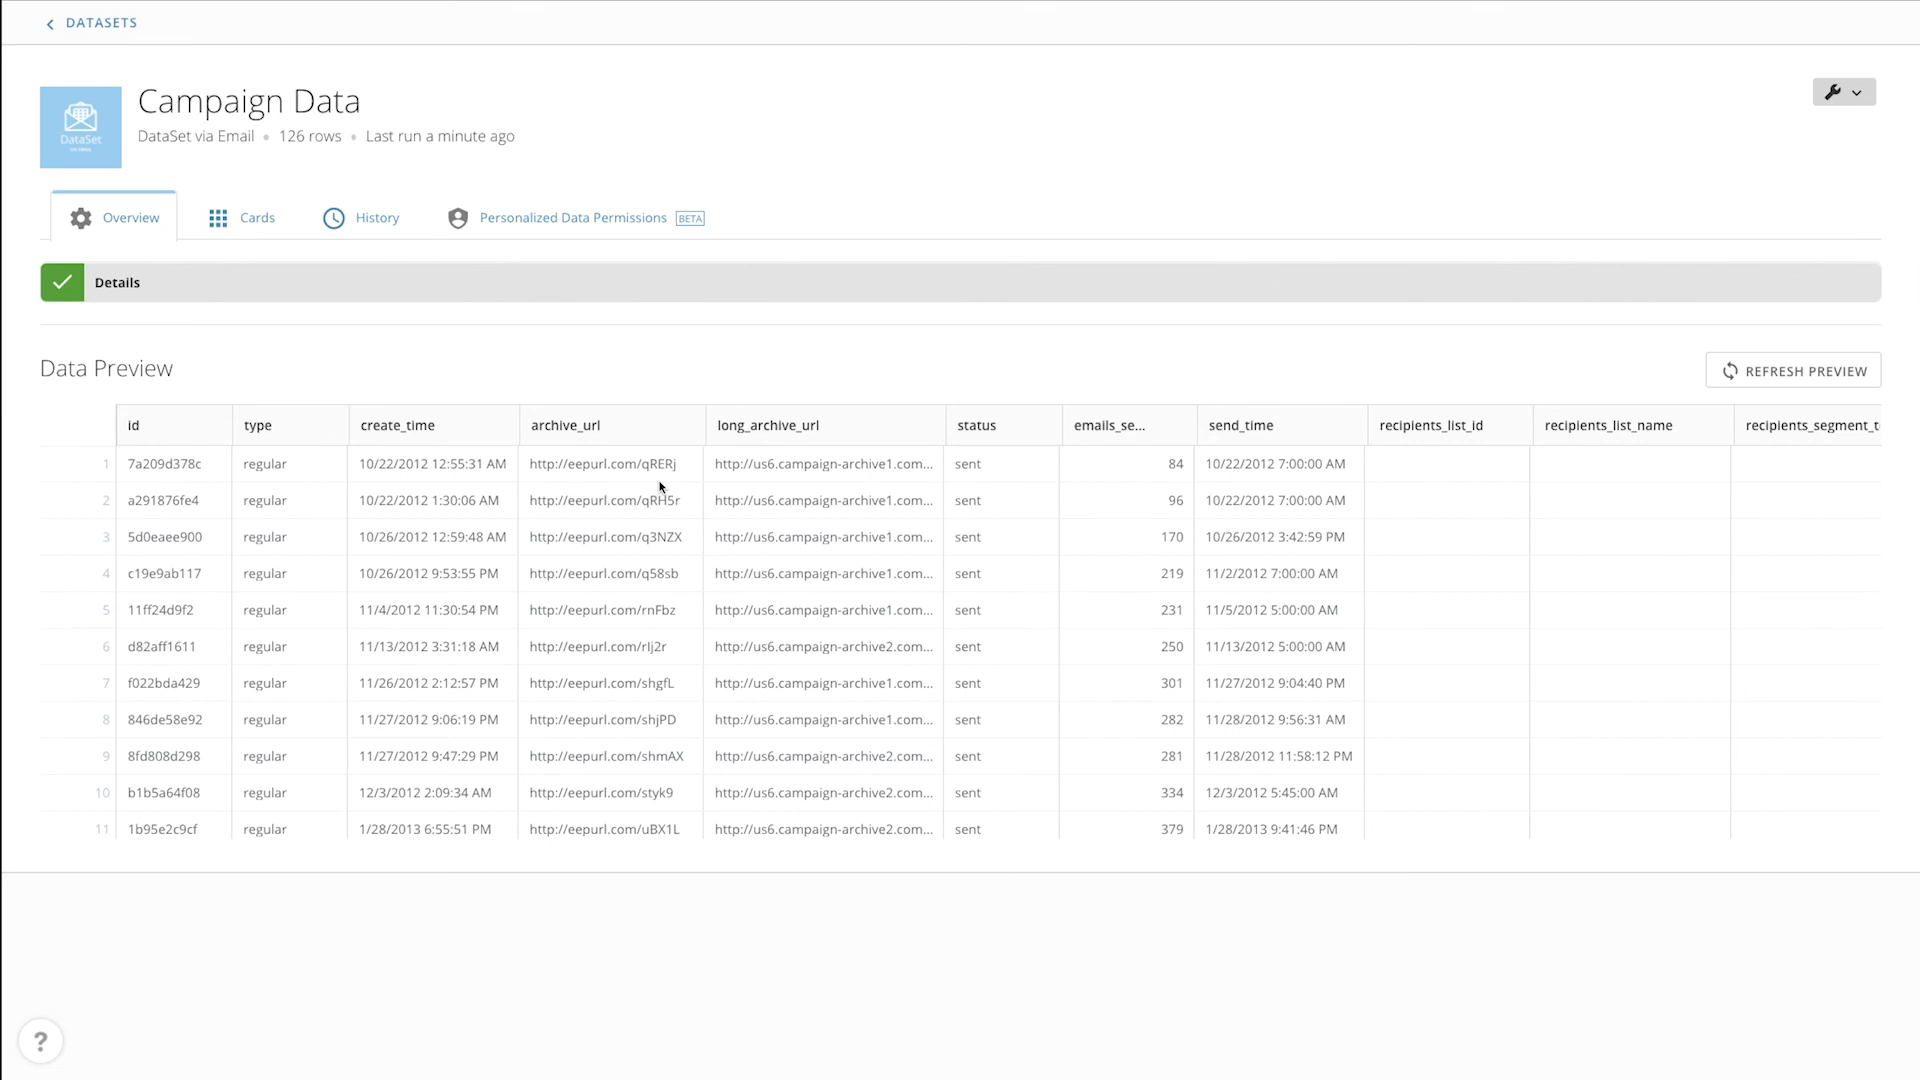 DATASETS
DataSet
Campaign Data
DataSet via Email • 126 rows • Last run a minute ago
Overview Cards History Personalized Data Permissions BETA
Details
Data Preview
REFRESH PREVIEW
id type create_time archive_url long_archive_url status emails_se... send_time recipients_list_id recipients_list_name recipients_segment_t
1 7a209d378c regular 10/22/2012 12:55:31 AM http://eepurl.com/qRERj http://us6.campaign-archive1.com... sent 84 10/22/2012 7:00:00 AM
2 a291876fe4 regular 10/22/2012 1:30:06 AM http://eepurl.com/qRH5r http://us6.campaign-archive1.com... sent 96 10/22/2012 7:00:00 AM
3 5d0eaee900 regular 10/26/2012 12:59:48 AM http://eepurl.com/q3NZX http://us6.campaign-archive1.com... sent 170 10/26/2012 3:42:59 PM
4 c19e9ab117 regular 10/26/2012 9:53:55 PM http://eepurl.com/q58sb http://us6.campaign-archive1.com... sent 219 11/2/2012 7:00:00 AM
5 11ff24d9f2 regular 11/4/2012 11:30:54 PM http://eepurl.com/rnFbz http://us6.campaign-archive1.com... sent 231 11/5/2012 5:00:00 AM
6 d82aff1611 regular 11/13/2012 3:31:18 AM http://eepurl.com/rIj2r http://us6.campaign-archive2.com... sent 250 11/13/2012 5:00:00 AM
7 f022bda429 regular 11/26/2012 2:12:57 PM http://eepurl.com/shgfL http://us6.campaign-archive1.com... sent 301 11/27/2012 9:04:40 PM
8 846de58e92 regular 11/27/2012 9:06:19 PM http://eepurl.com/shjPD http://us6.campaign-archive1.com... sent 282 11/28/2012 9:56:31 AM
9 8fd808d298 regular 11/27/2012 9:47:29 PM http://eepurl.com/shmAX http://us6.campaign-archive2.com... sent 281 11/28/2012 11:58:12 PM
10 b1b5a64f08 regular 12/3/2012 2:09:34 AM http://eepurl.com/styk9 http://us6.campaign-archive2.com... sent 334 12/3/2012 5:45:00 AM
11 1b95e2c9cf regular 1/28/2013 6:55:51 PM http://eepurl.com/uBX1L http://us6.campaign-archive2.com... sent 379 1/28/2013 9:41:46 PM
?